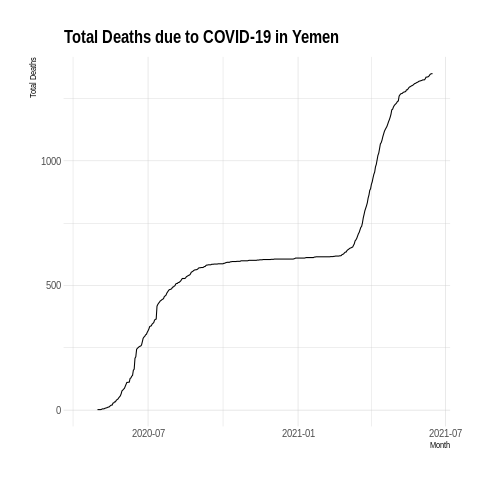 Total Deaths due to COVID-19 in Yemen
Total Deaths
1000
500
0
2020-07
2021-01
2021-07
Month